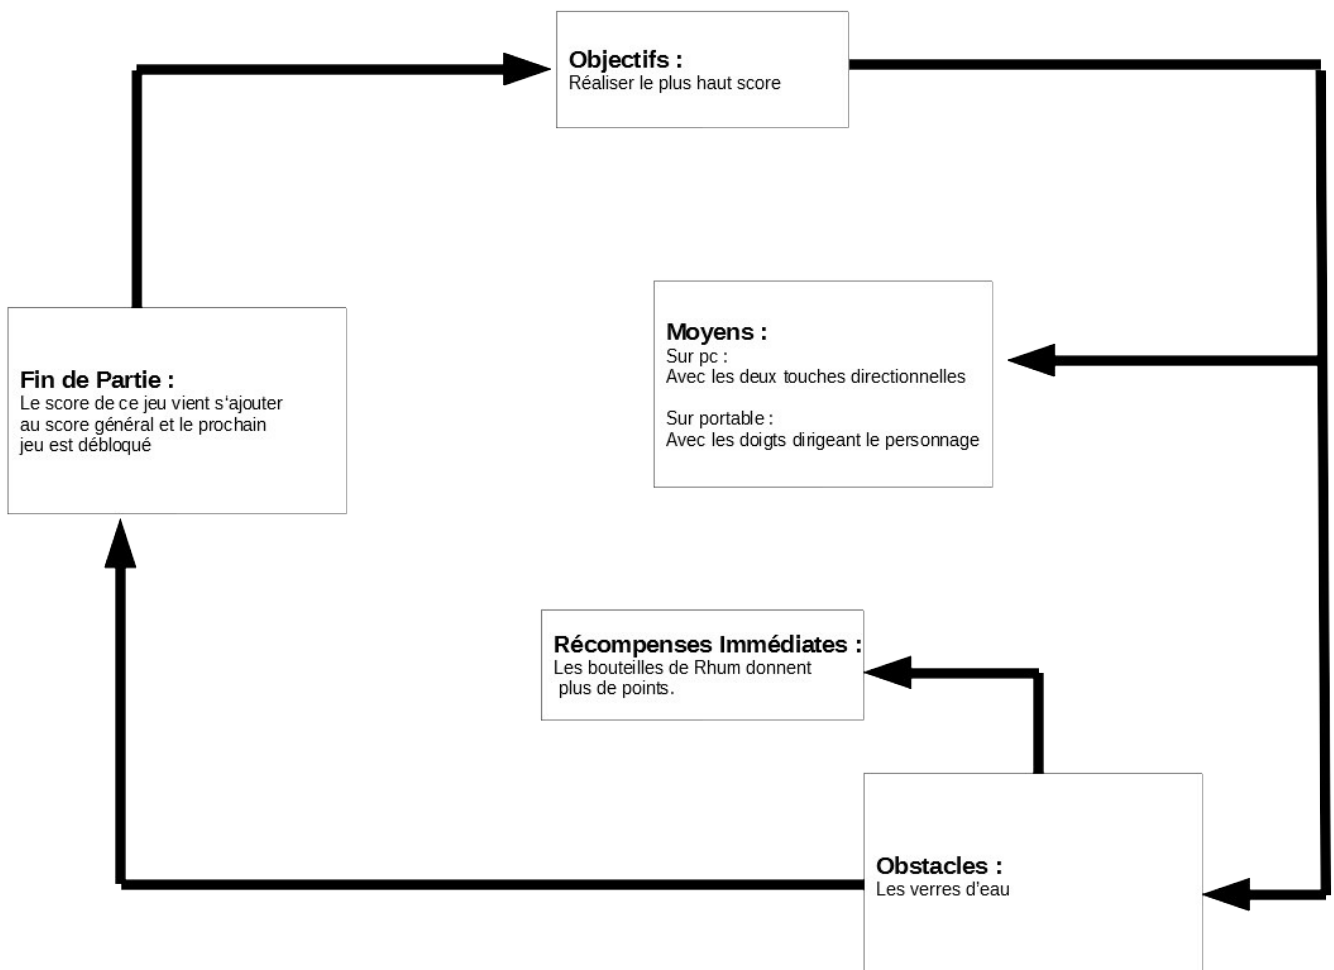 Objectifs :
Réaliser le plus haut score
Moyens :
Sur pc :
Avec les deux touches directionnelles
Sur portable :
Avec les doigts dirigeant le personnage
Fin de Partie :
Le score de ce jeu vient s‘ajouter
au score général et le prochain
jeu est débloqué
Récompenses Immédiates :
Les bouteilles de Rhum donnent
plus de points.
Obstacles :
Les verres d’eau